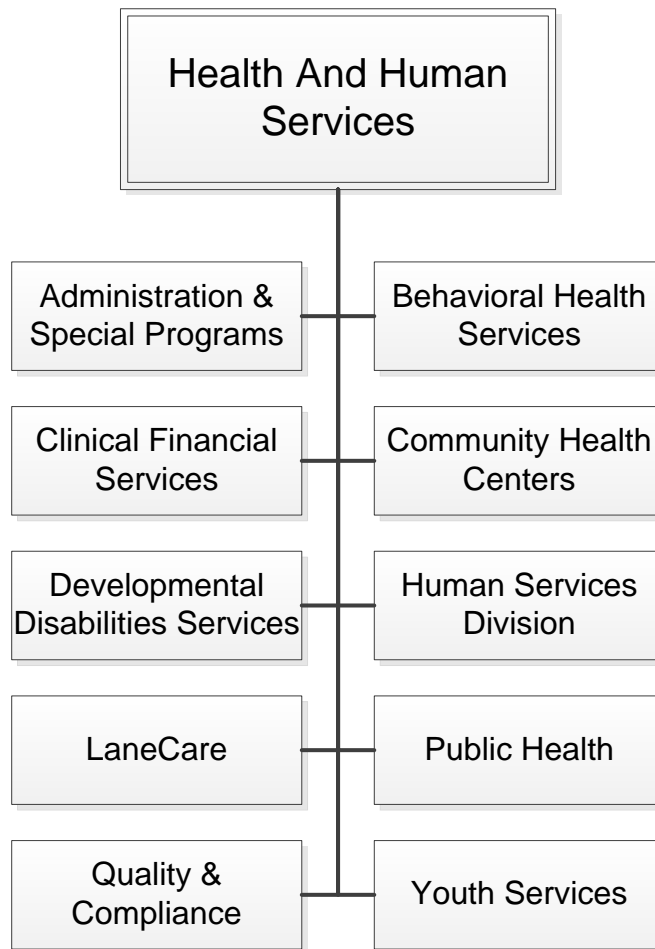 Health And Human
Services
Administration &
Special Programs
Behavioral Health
Services
Clinical Financial
Services
Community Health
Centers
Developmental
Disabilities Services
Human Services
Division
LaneCare
Public Health
Quality &
Compliance
Youth Services